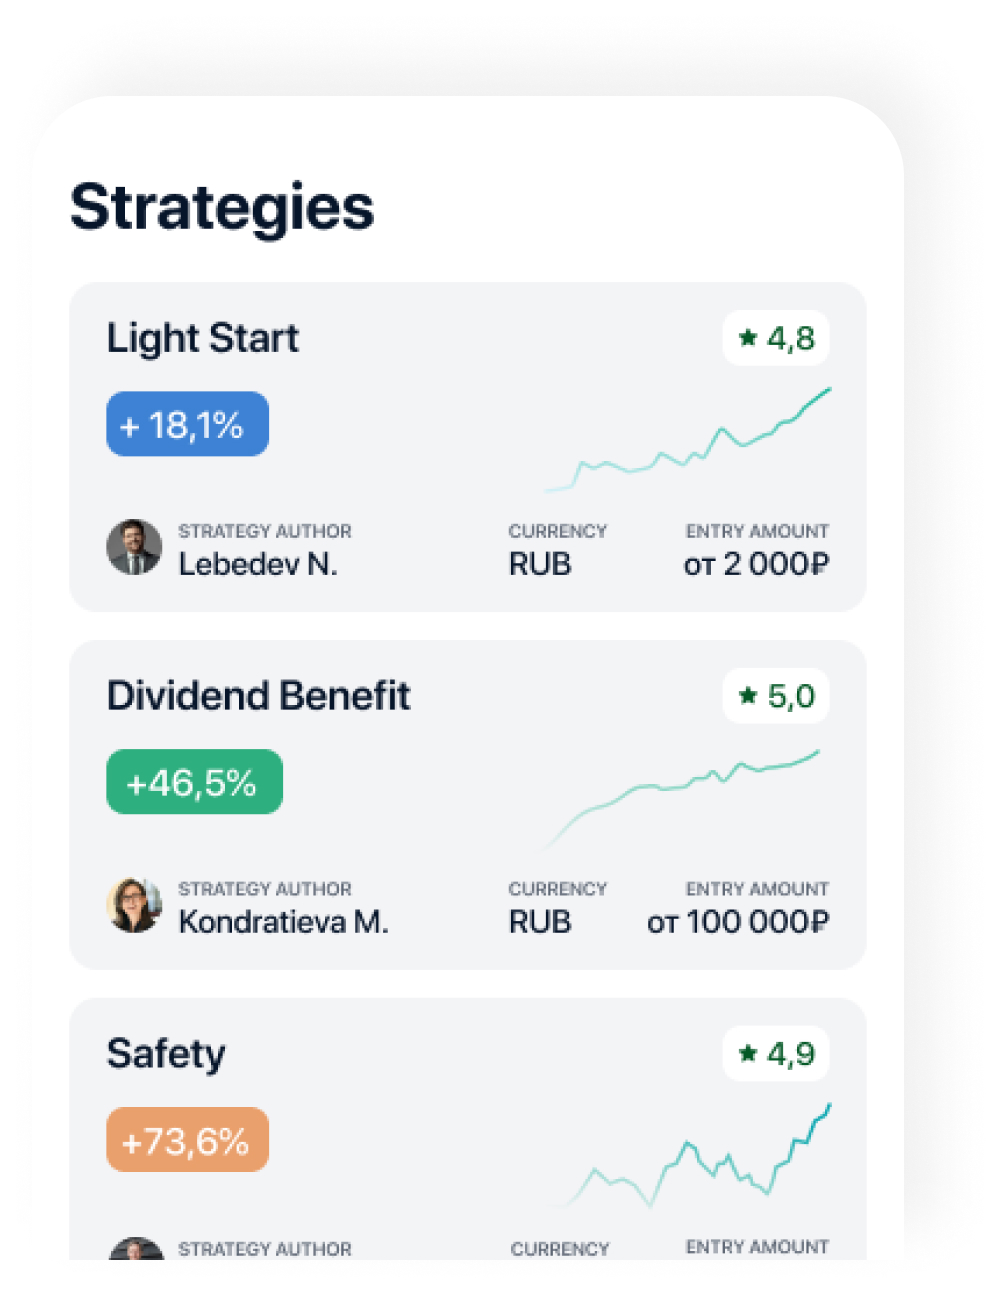 Strategies
Light Start
★ 4,8
+ 18,1%
STRATEGY AUTHOR
CURRENCY
ENTRY AMOUNT
Lebedev N.
RUB
от 2 000₽
Dividend Benefit
★ 5,0
+46,5%
STRATEGY AUTHOR
CURRENCY
ENTRY AMOUNT
Kondratieva M.
RUB
от 100 000₽
Safety
★ 4,9
+73,6%
STRATEGY AUTHOR
CURRENCY
ENTRY AMOUNT